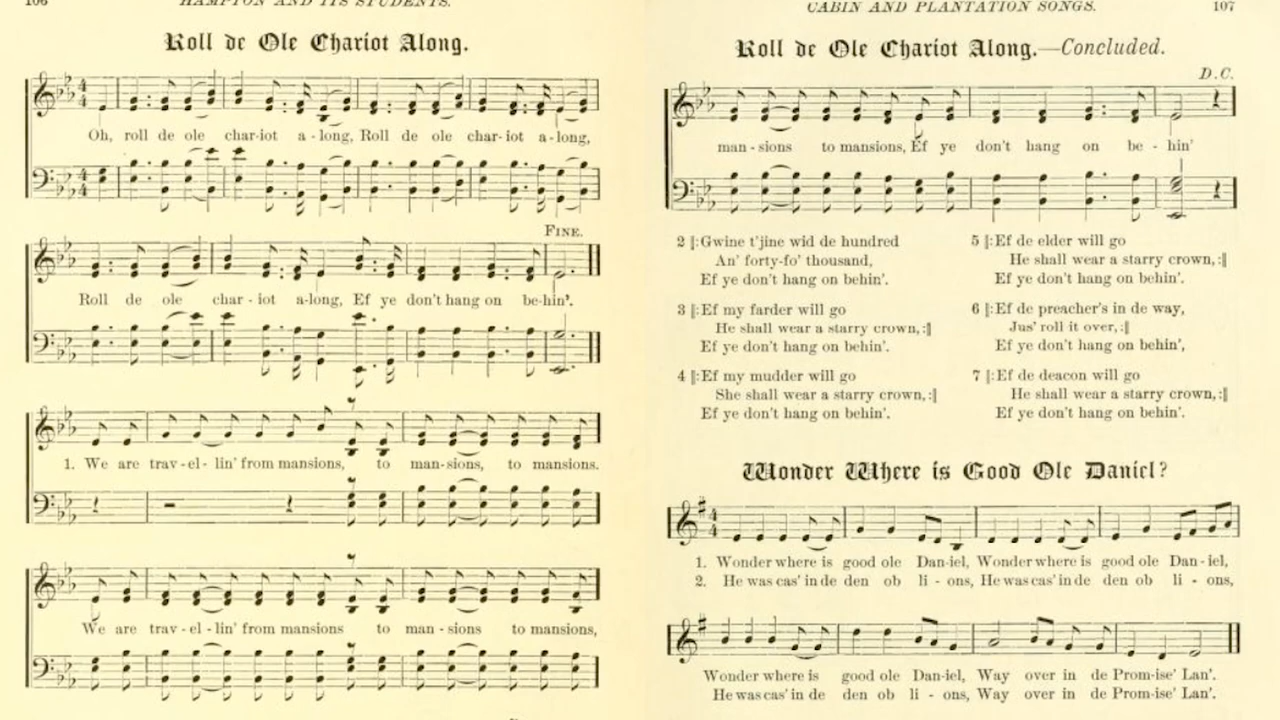 106 HAMPTON AND ITS STUDENTS.
Roll de Ole Chariot Along.
Oh, roll de ole char-iot a-long, Roll de ole char-iot a-long,
FINE.
Roll de ole char-iot a-long, Ef ye don't hang on be-hin'.
1. We are trav-el-lin' from mansions, to man-sions, to mansions.
We are trav-el-lin' from mansions to man-sions to mansions,
CABIN AND PLANTATION SONGS. 107
Roll de Ole Chariot Along.—Concluded.
D.C.
man-sions to mansions, Ef ye don't hang on be-hin'
2 ‖:Gwine t'jine wid de hundred
An' forty-fo' thousand,
Ef ye don't hang on behin'.
3 ‖:Ef my farder will go
He shall wear a starry crown,:‖
Ef ye don't hang on behin'.
4 ‖:Ef my mudder will go
She shall wear a starry crown,:‖
Ef ye don't hang on behin'.
5 ‖:Ef de elder will go
He shall wear a starry crown,:‖
Ef ye don't hang on behin'.
6 ‖:Ef de preacher's in de way,
Jus' roll it over,:‖
Ef ye don't hang on behin',
7 ‖:Ef de deacon will go
He shall wear a starry crown,:‖
Ef ye don't hang on behin'.
Wonder Where is Good Ole Daniel?
1. Wonder where is good ole Dan-iel, Wonder where is good ole Dan-iel,
2. He was cas' in de den ob li-ons, He was cas' in de den ob li-ons,
Wonder where is good ole Dan-iel, Way over in de Prom-ise' Lan'.
He was cas' in de den ob li-ons, Way over in de Prom-ise' Lan'.